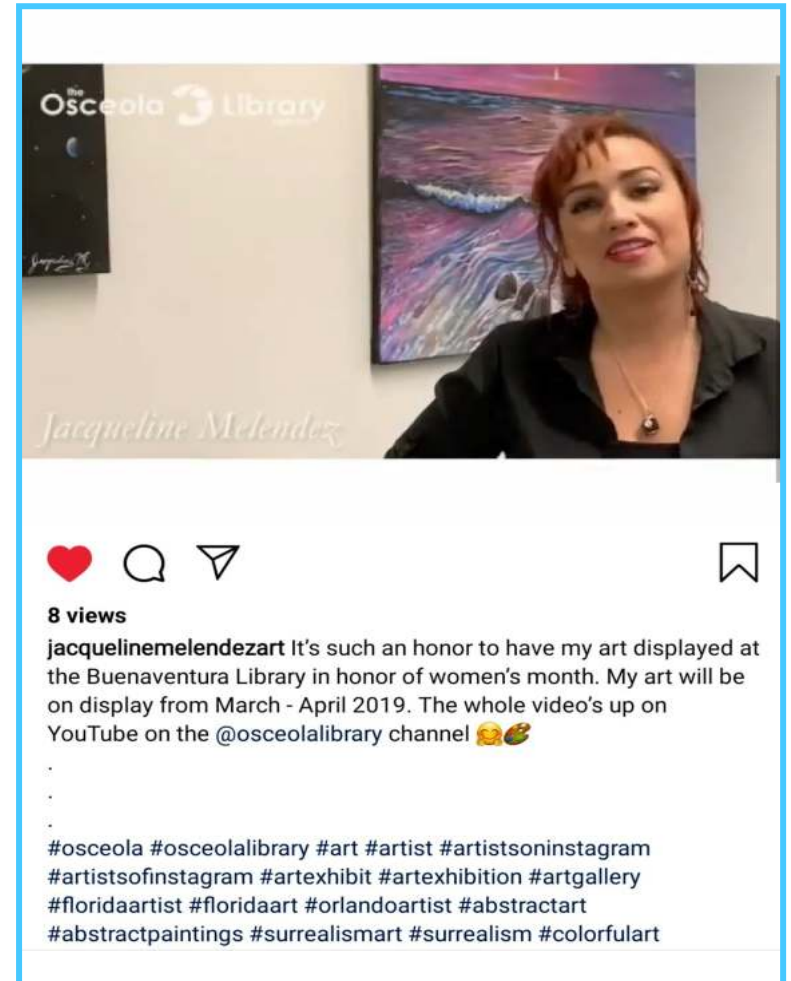 the
Osceola Library
Jacqueline Melendez
8 views
jacquelinemelendezart It’s such an honor to have my art displayed at
the Buenaventura Library in honor of women’s month. My art will be
on display from March - April 2019. The whole video’s up on
YouTube on the @osceolalibrary channel 🤗🎨
.
.
.
#osceola #osceolalibrary #art #artist #artistsoninstagram
#artistsofinstagram #artexhibit #artexhibition #artgallery
#floridaartist #floridaart #orlandoartist #abstractart
#abstractpaintings #surrealismart #surrealism #colorfulart